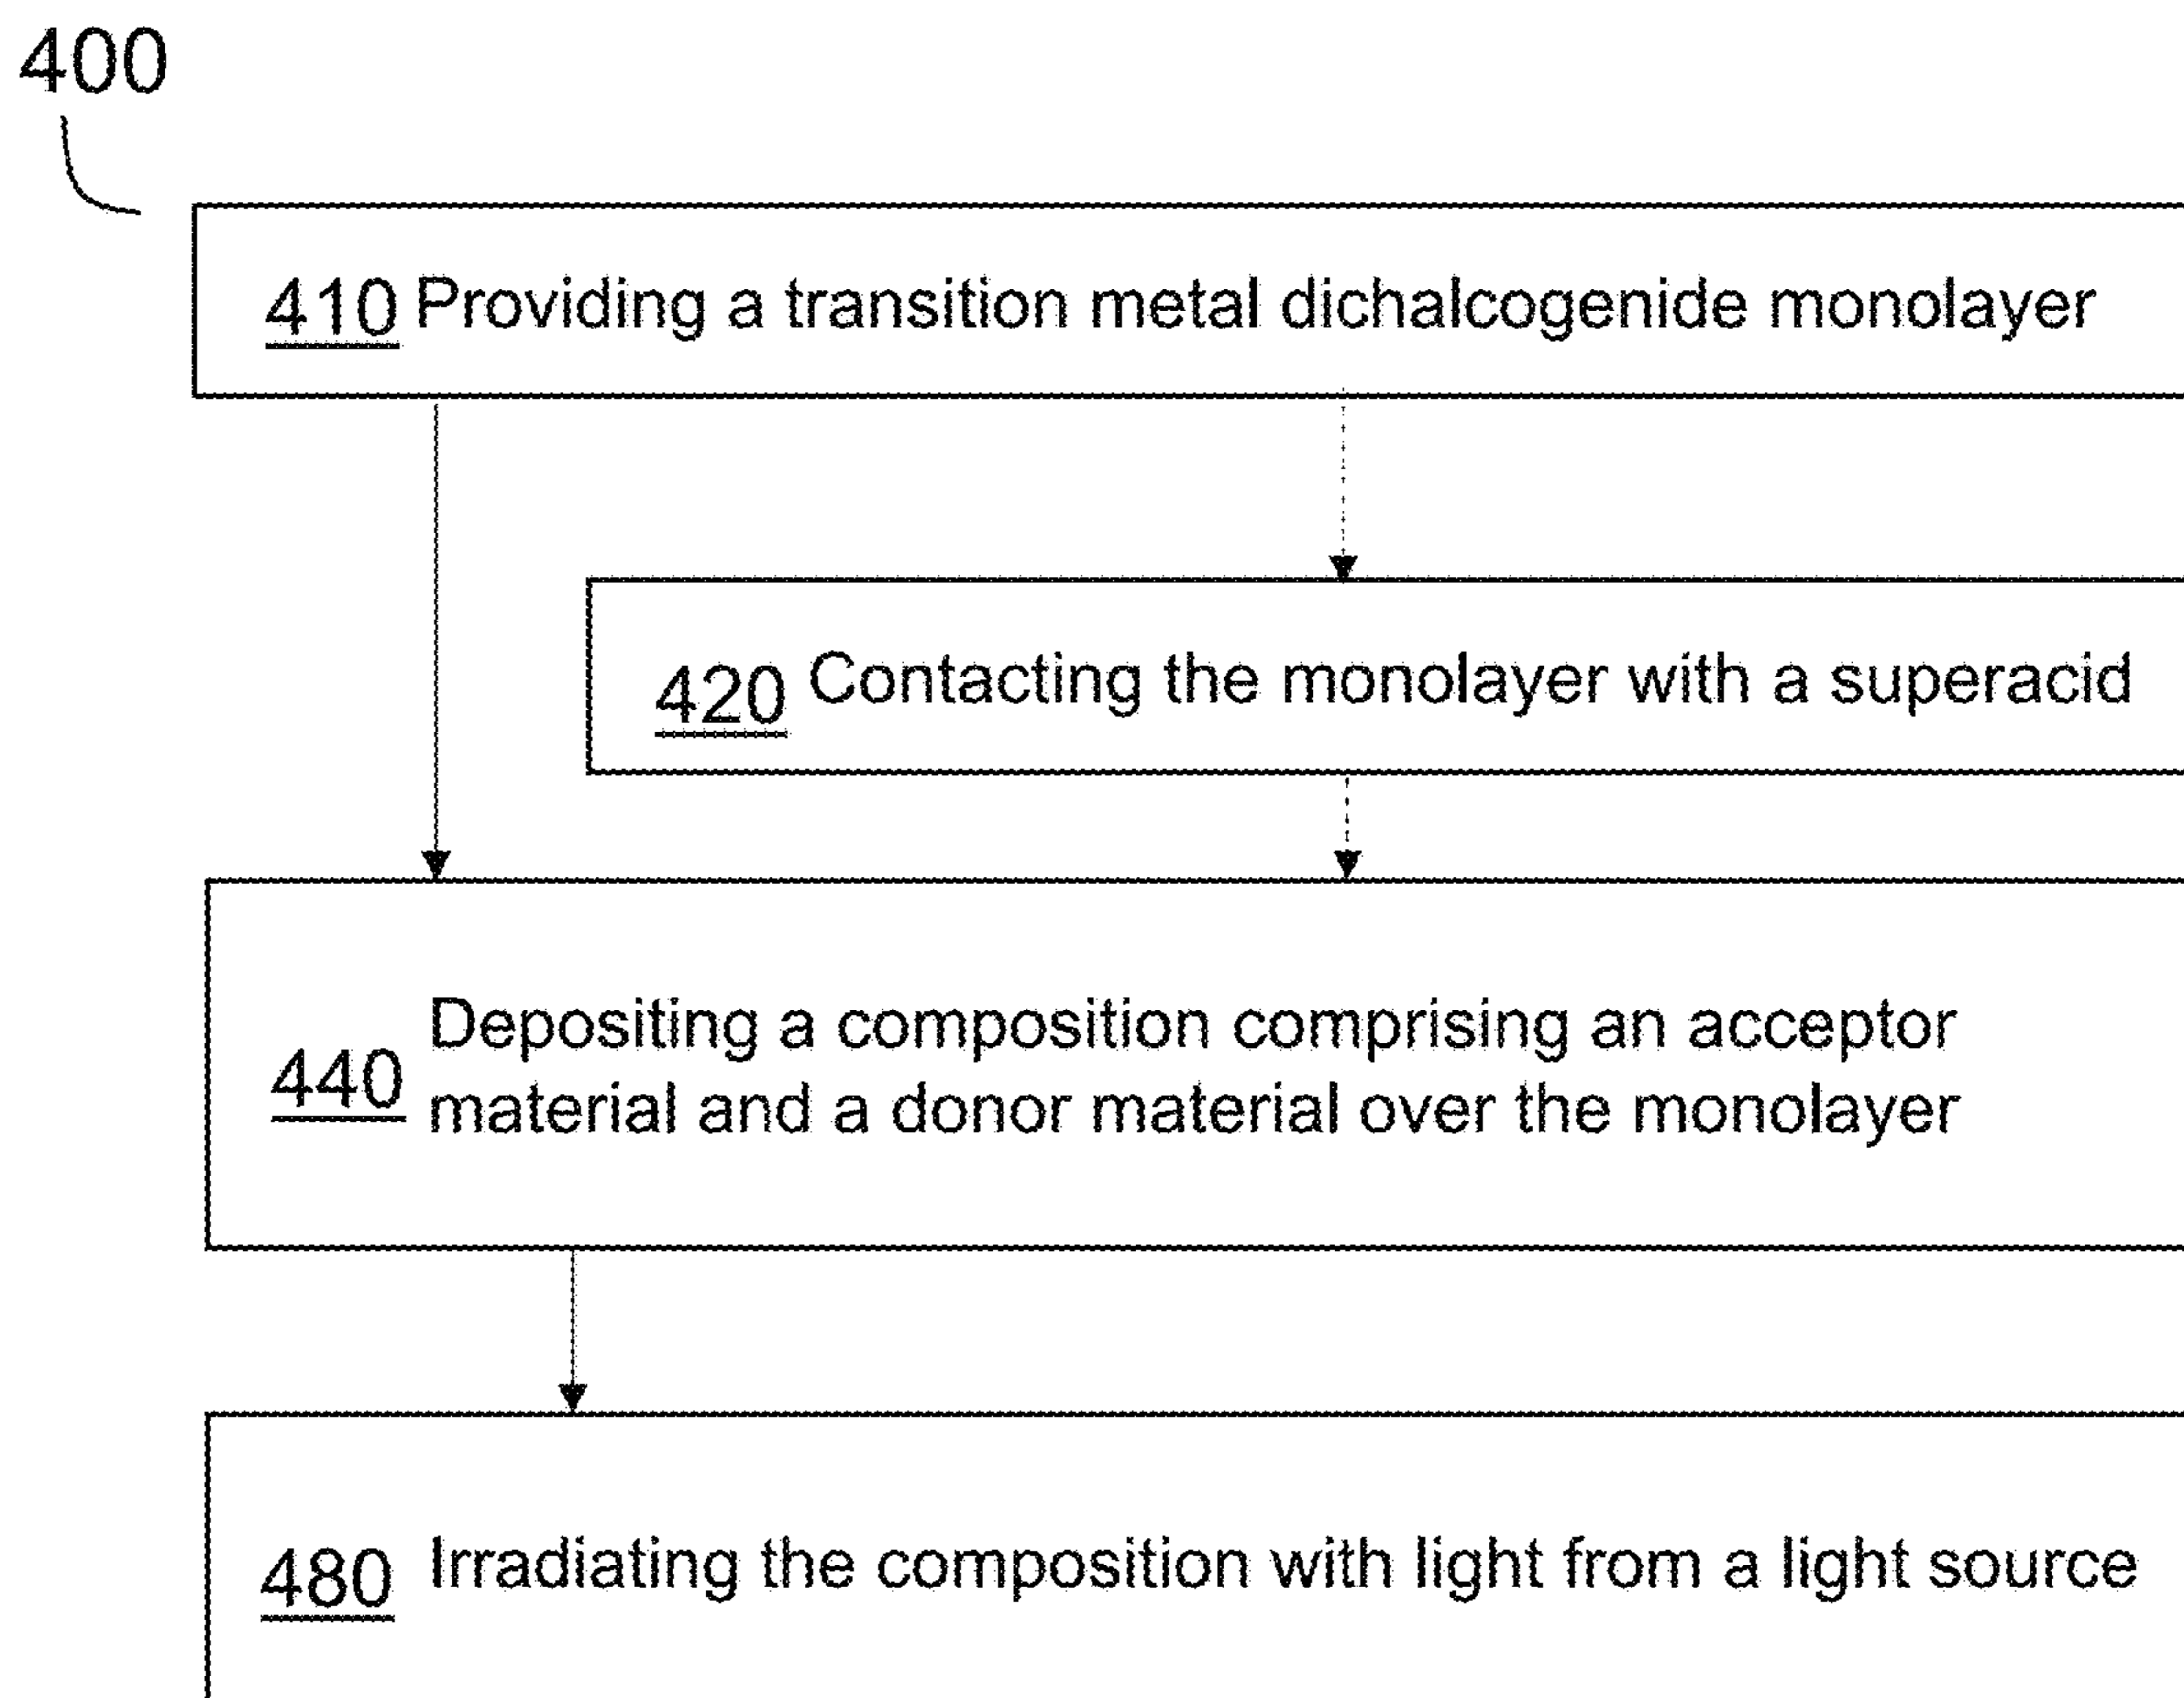 400
410 Providing a transition metal dichalcogenide monolayer
420 Contacting the monolayer with a superacid
440 Depositing a composition comprising an acceptor
material and a donor material over the monolayer
480 Irradiating the composition with light from a light source